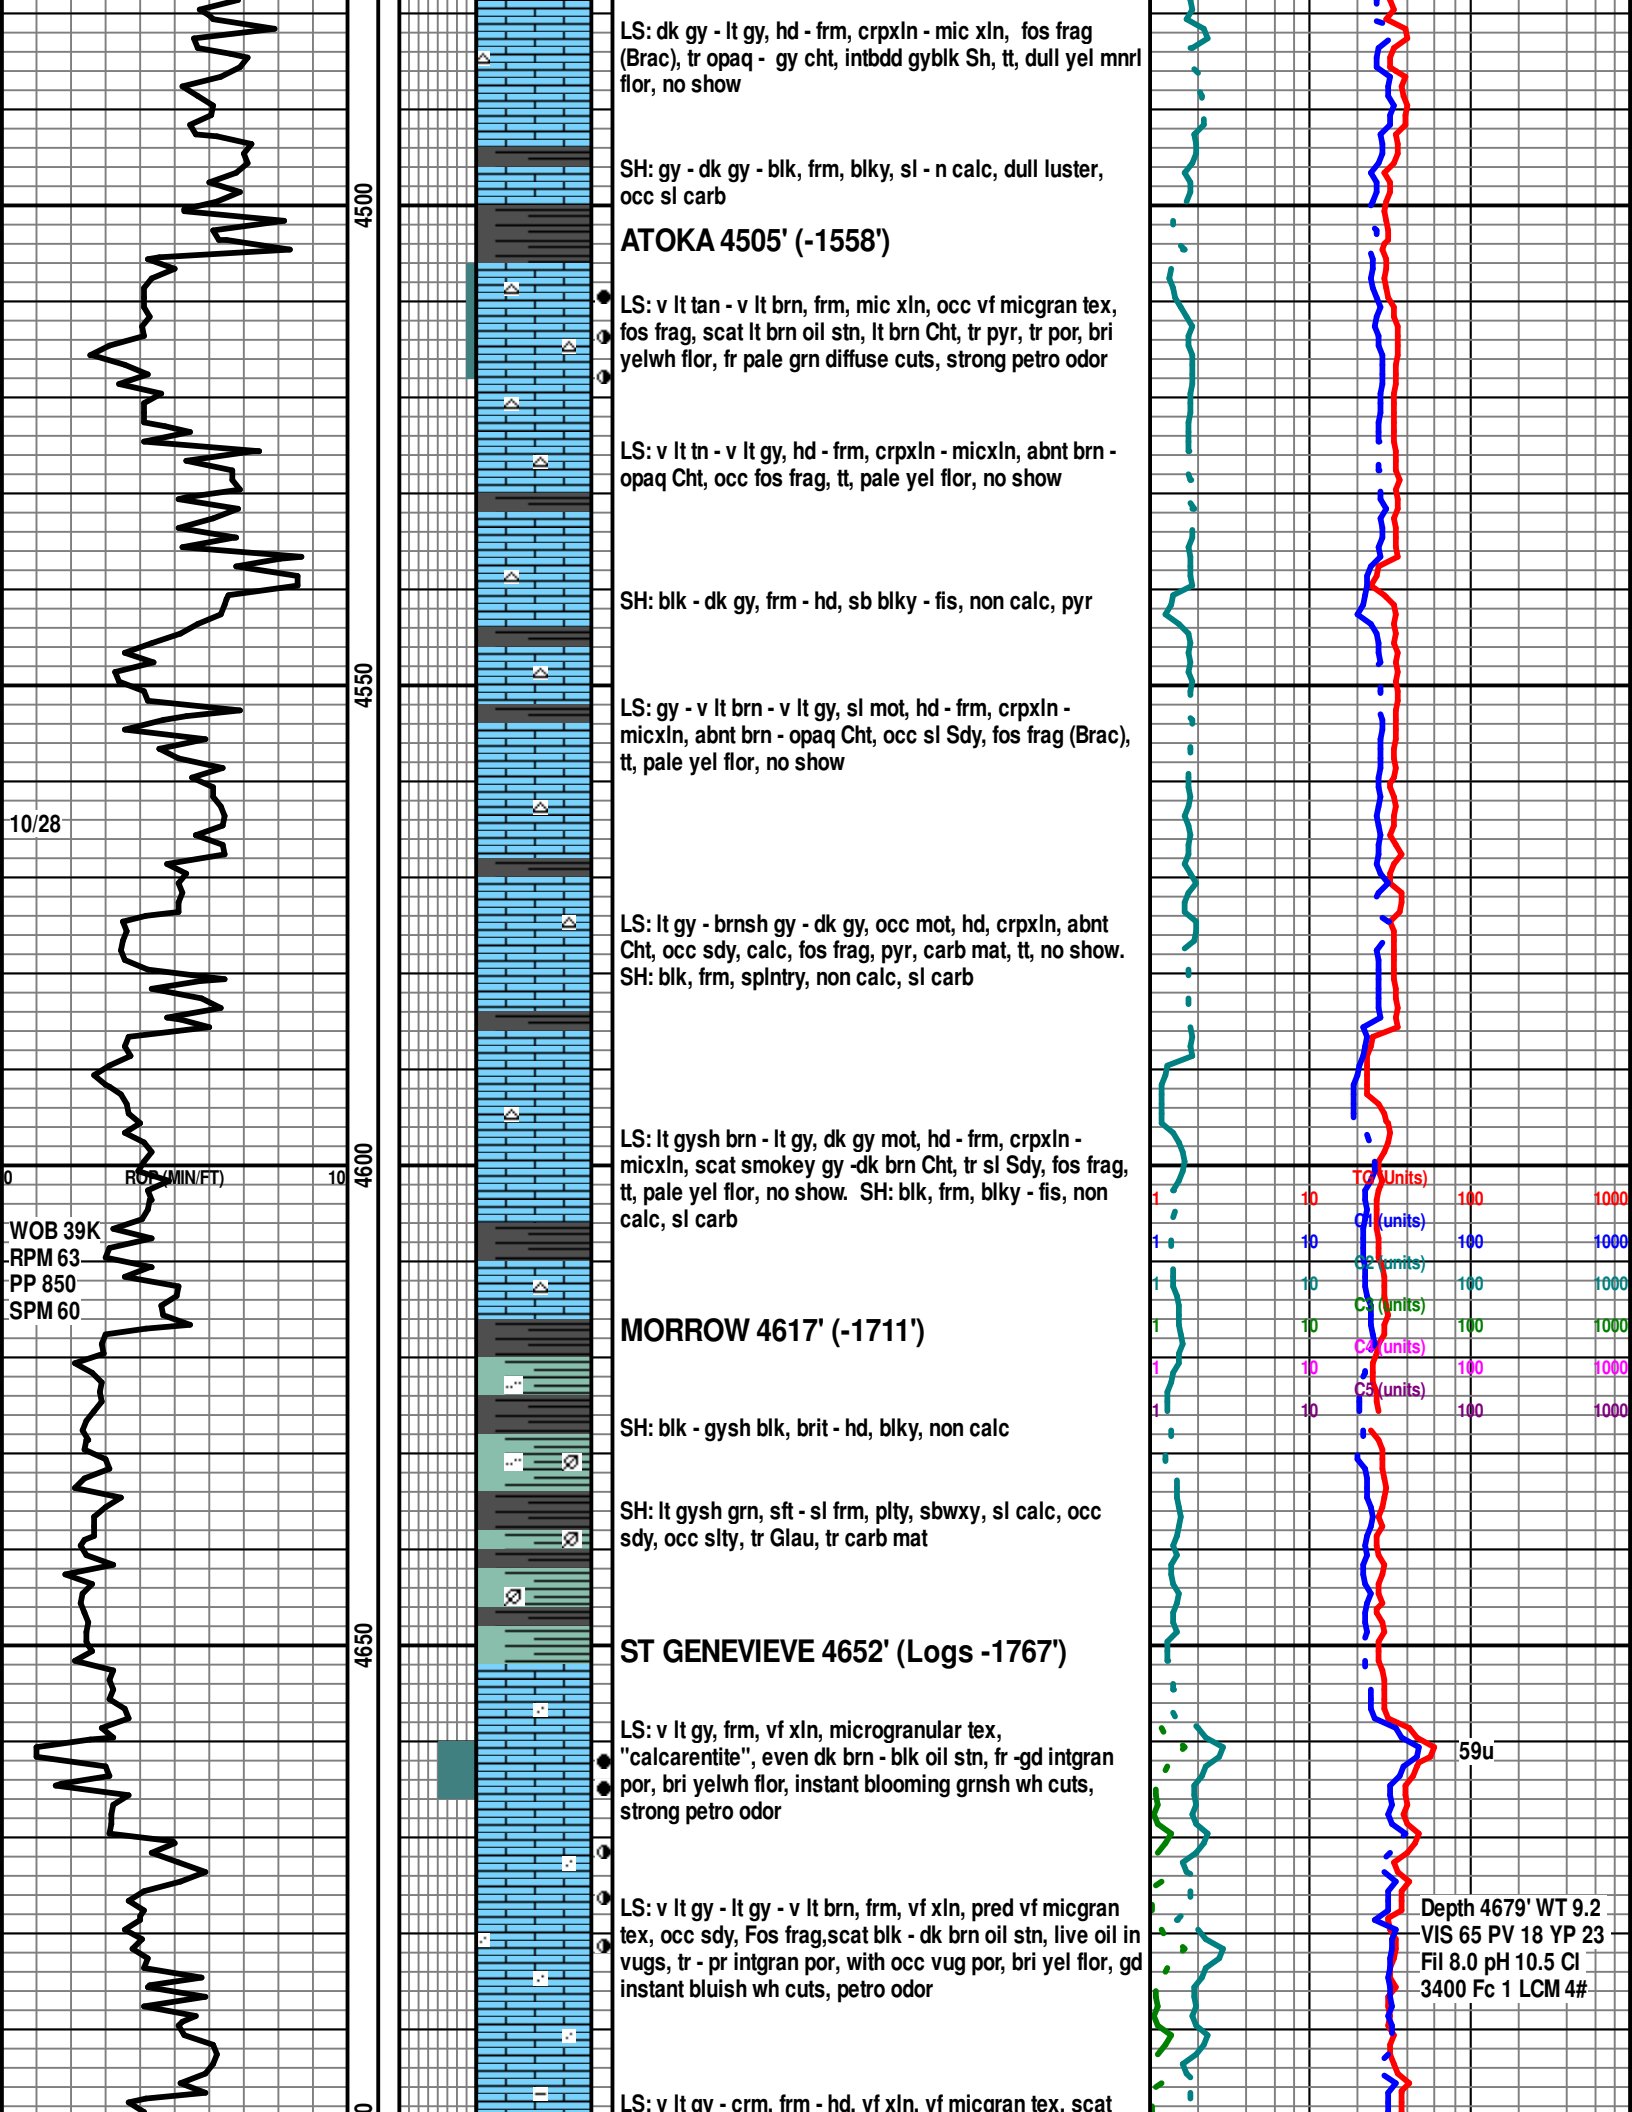 LS: dk gy - lt gy, hd - frm, crpxln - mic xln, fos frag
(Brac), tr opaq - gy cht, intbdd gyblk Sh, tt, dull yel mnrl
flor, no show
SH: gy - dk gy - blk, frm, blky, sl - n calc, dull luster,
occ sl carb
4500
ATOKA 4505' (-1558')
LS: v lt tan - v lt brn, frm, mic xln, occ vf micgran tex,
fos frag, scat lt brn oil stn, lt brn Cht, tr pyr, tr por, bri
yelwh flor, fr pale grn diffuse cuts, strong petro odor
LS: v lt tn - v lt gy, hd - frm, crpxln - micxln, abnt brn -
opaq Cht, occ fos frag, tt, pale yel flor, no show
SH: blk - dk gy, frm - hd, sb blky - fis, non calc, pyr
4550
LS: gy - v lt brn - v lt gy, sl mot, hd - frm, crpxln -
micxln, abnt brn - opaq Cht, occ sl Sdy, fos frag (Brac),
tt, pale yel flor, no show
10/28
LS: lt gy - brnsh gy - dk gy, occ mot, hd, crpxln, abnt
Cht, occ sdy, calc, fos frag, pyr, carb mat, tt, no show.
SH: blk, frm, splntry, non calc, sl carb
LS: lt gysh brn - lt gy, dk gy mot, hd - frm, crpxln -
micxln, scat smokey gy -dk brn Cht, tr sl Sdy, fos frag,
tt, pale yel flor, no show. SH: blk, frm, blky - fis, non
calc, sl carb
4600
0 ROP (MIN/FT) 10
TG (Units)
1 10 100 1000
C1 (units)
1 10 100 1000
C2 (units)
1 10 100 1000
C3 (units)
1 10 100 1000
C4 (units)
1 10 100 1000
C5 (units)
1 10 100 1000
WOB 39K
RPM 63
PP 850
SPM 60
MORROW 4617' (-1711')
SH: blk - gysh blk, brit - hd, blky, non calc
SH: lt gysh grn, sft - sl frm, plty, sbwxy, sl calc, occ
sdy, occ slty, tr Glau, tr carb mat
4650
ST GENEVIEVE 4652' (Logs -1767')
LS: v lt gy, frm, vf xln, microgranular tex,
"calcarentite", even dk brn - blk oil stn, fr -gd intgran
por, bri yelwh flor, instant blooming grnsh wh cuts,
strong petro odor
59u
LS: v lt gy - lt gy - v lt brn, frm, vf xln, pred vf micgran
tex, occ sdy, Fos frag,scat blk - dk brn oil stn, live oil in
vugs, tr - pr intgran por, with occ vug por, bri yel flor, gd
instant bluish wh cuts, petro odor
Depth 4679' WT 9.2
VIS 65 PV 18 YP 23
Fil 8.0 pH 10.5 Cl
3400 Fc 1 LCM 4#
LS: v lt gy - crm, frm - hd, vf xln, vf micgran tex, scat